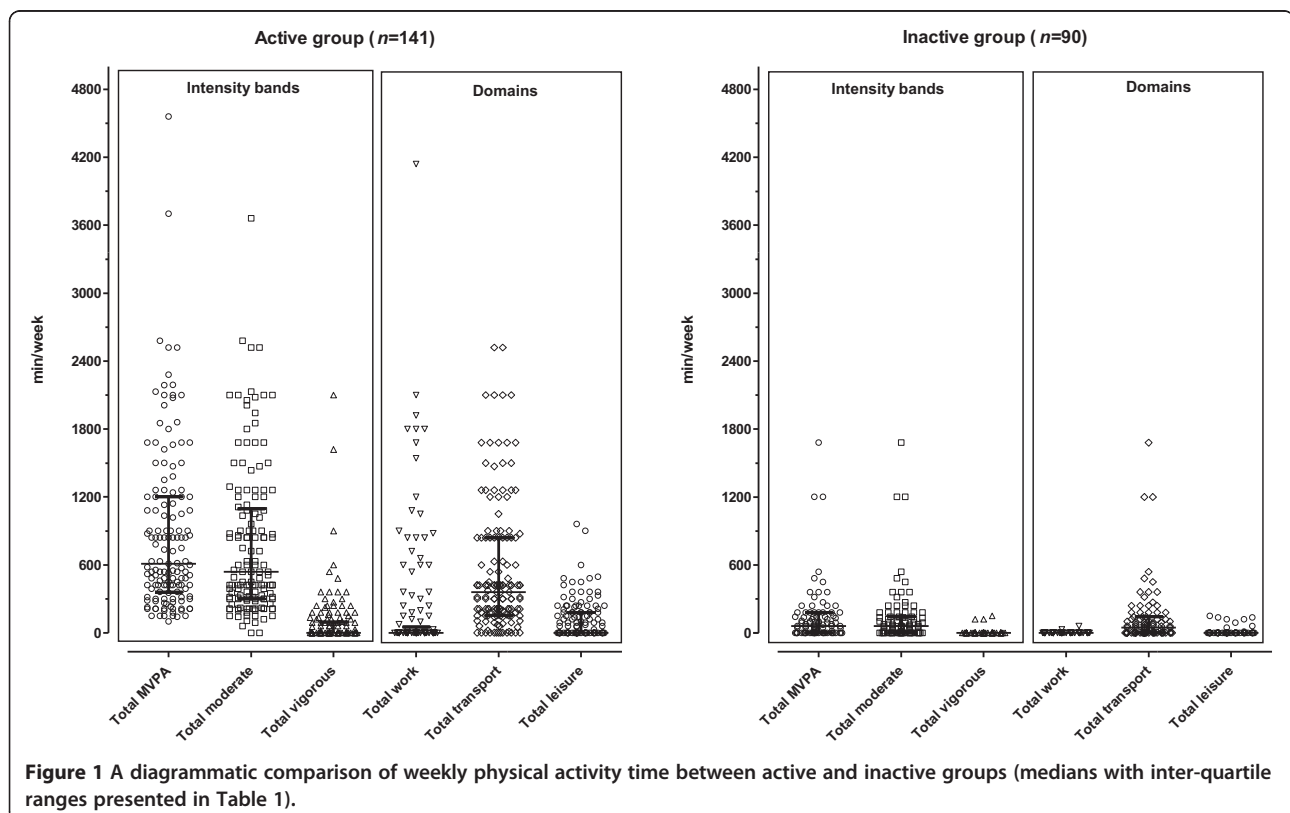 Active group ( n=141)
Inactive group ( n=90)
Intensity bands
Domains
4800
4200
3600
3000
2400
1800
1200
600
0
min/week
Total MVPA
Total moderate
Total vigorous
Total work
Total transport
Total leisure
Intensity bands
Domains
4800
4200
3600
3000
2400
1800
1200
600
0
min/week
Total MVPA
Total moderate
Total vigorous
Total work
Total transport
Total leisure
Figure 1 A diagrammatic comparison of weekly physical activity time between active and inactive groups (medians with inter-quartile
ranges presented in Table 1).